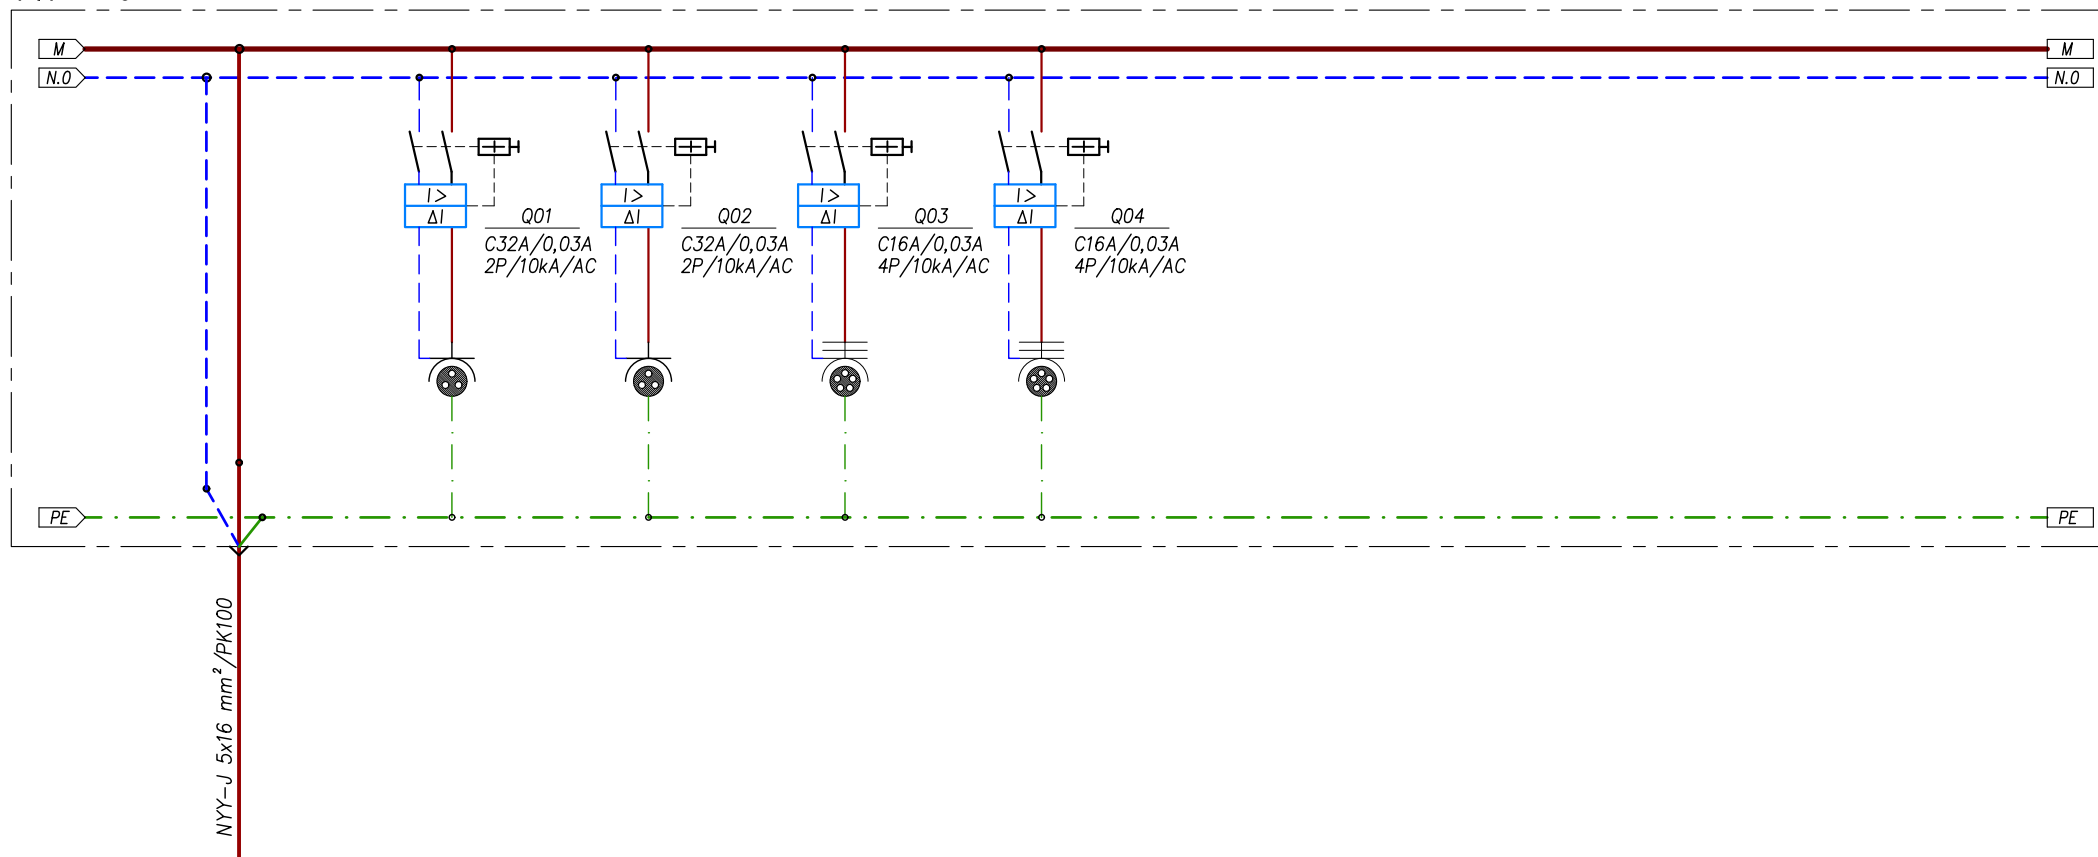 M
M
N.0
N.0
I>
ΔI
Q01
C32A/0,03A
2P/10kA/AC
I>
ΔI
Q02
C32A/0,03A
2P/10kA/AC
I>
ΔI
Q03
C16A/0,03A
4P/10kA/AC
I>
ΔI
Q04
C16A/0,03A
4P/10kA/AC
PE
PE
NYY-J 5x16 mm²/PK100